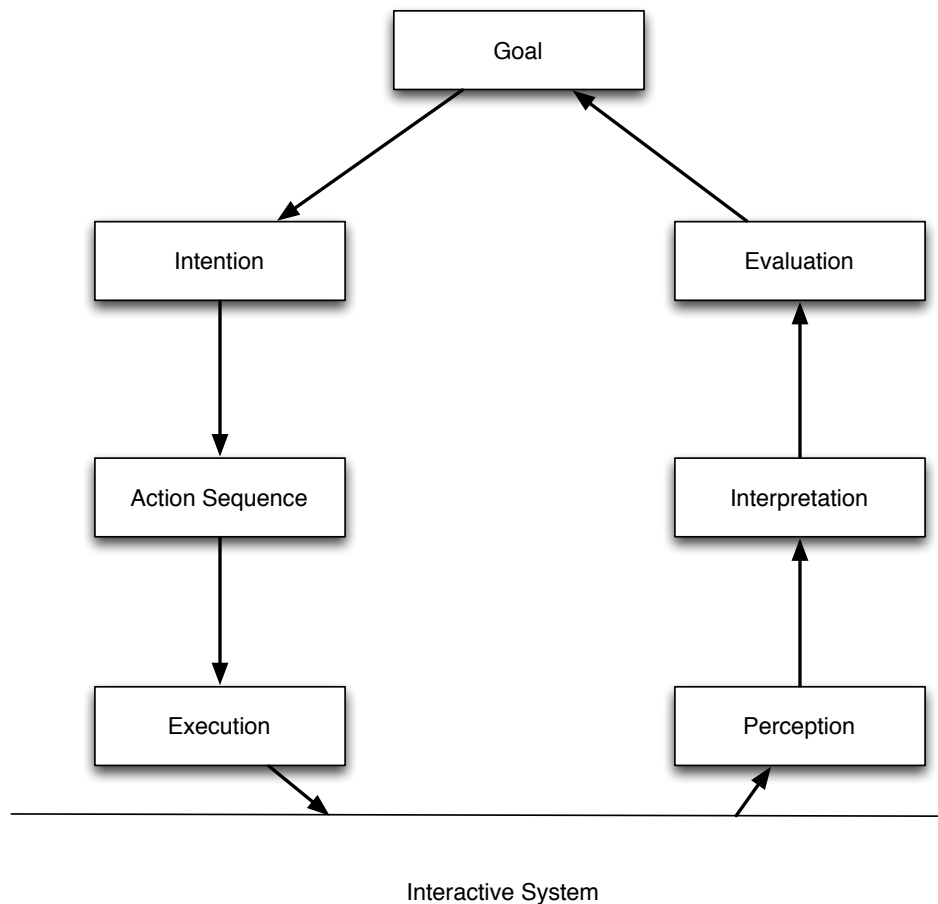 Goal
Intention
Evaluation
Action Sequence
Interpretation
Execution
Perception
Interactive System